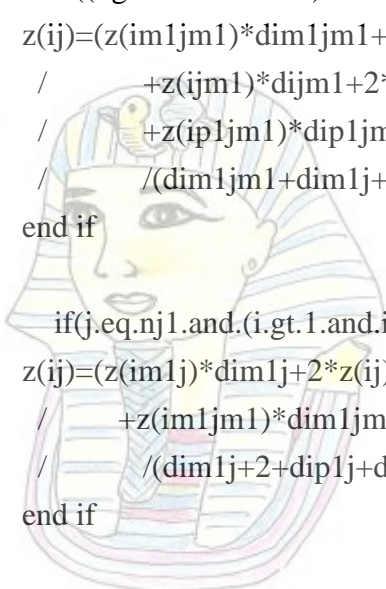 z(ij)=(z(im1jm1)*dim1jm1+
/ +z(ijm1)*dijm1+2*
/ +z(ip1jm1)*dip1jm
/ /(dim1jm1+dim1j+
end if
if(j.eq.nj1.and.(i.gt.1.and.i
z(ij)=(z(im1j)*dim1j+2*z(ij)
/ +z(im1jm1)*dim1jm
/ /(dim1j+2+dip1j+d
end if